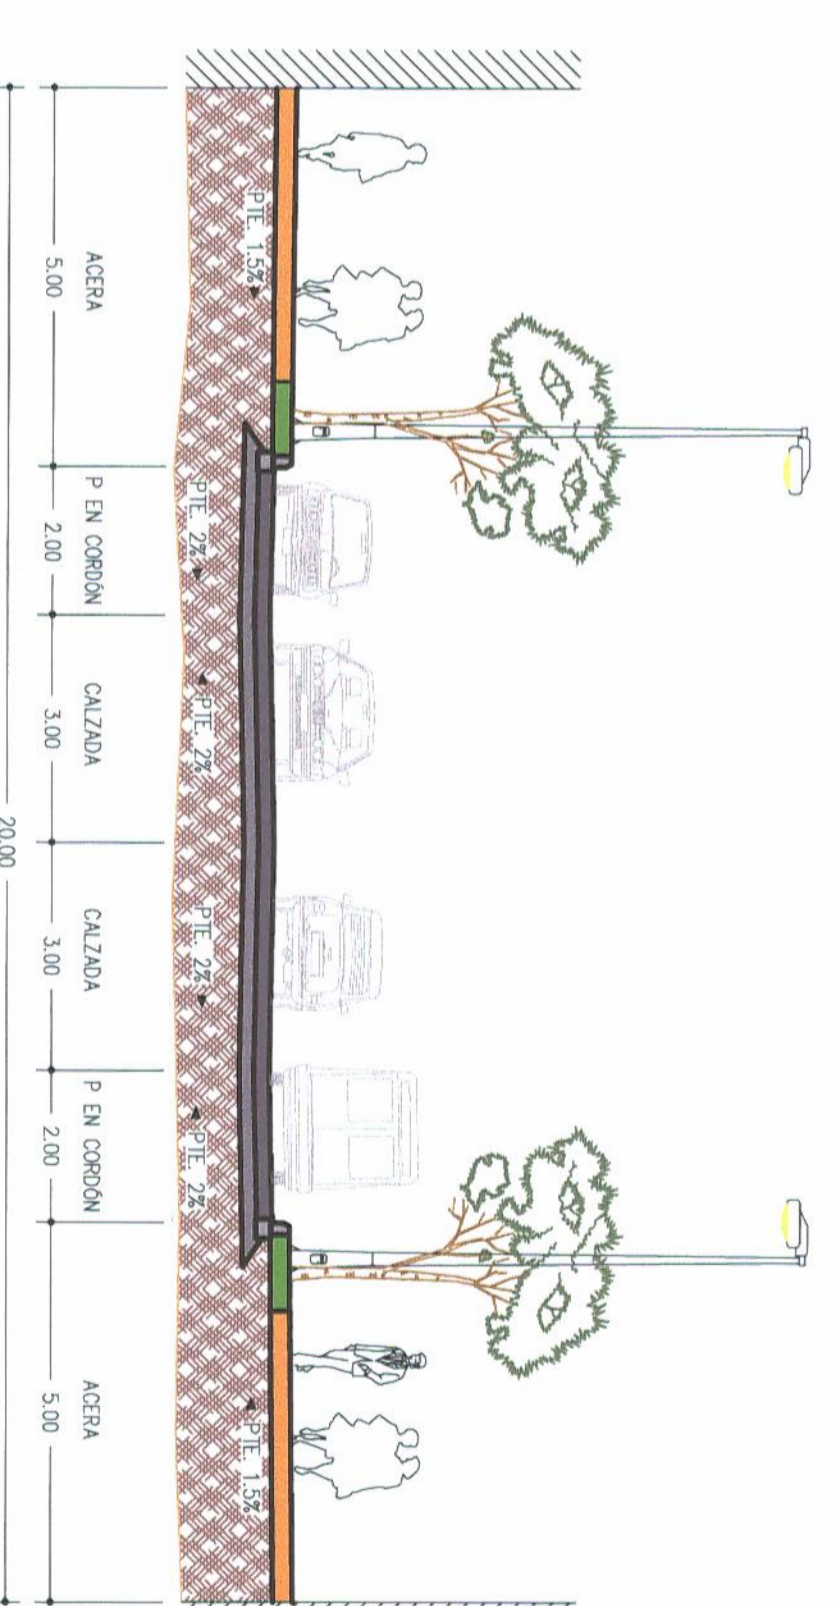 PTE. 1.5%
PTE. 2%
PTE. 2%
PTE. 2%
PTE. 2%
PTE. 1.5%
ACERA
P EN CORDÓN
CALZADA
CALZADA
P EN CORDÓN
ACERA
5.00
2.00
3.00
3.00
2.00
5.00
20.00